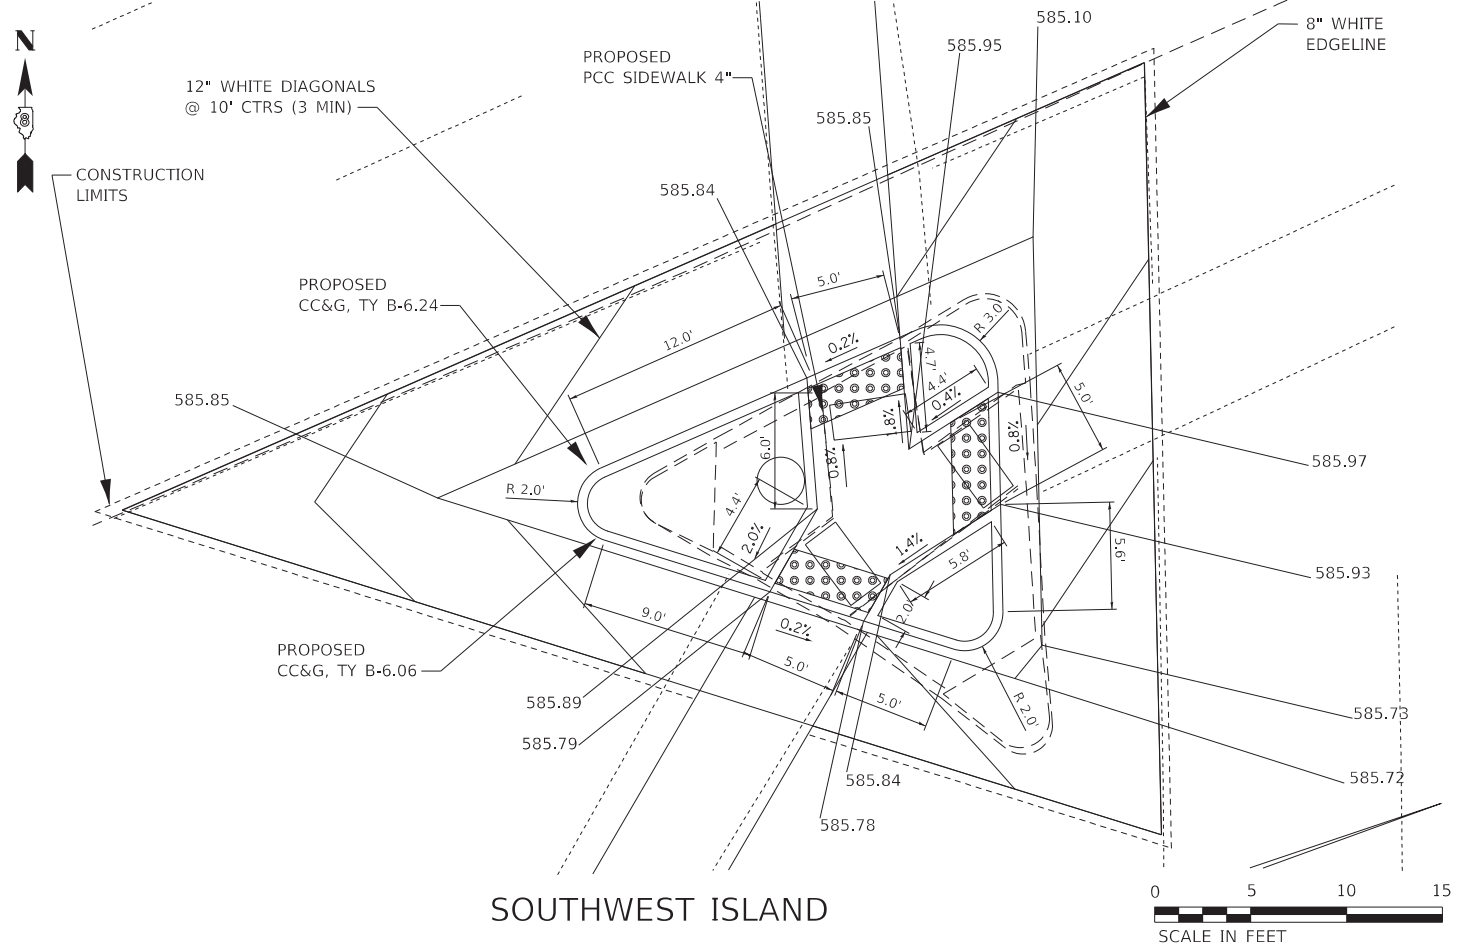 585.10
8" WHITE
EDGELINE
585.95
PROPOSED
PCC SIDEWALK 4"
N
12" WHITE DIAGONALS
@ 10' CTRS (3 MIN)
585.85
8
CONSTRUCTION
LIMITS
585.84
PROPOSED
CC&G, TY B-6.24
5.0'
R 3.0'
12.0'
0.2%
4.7'
4.4'
0.4%
5.0'
585.85
1.8%
0.8%
6.0'
0.8%
585.97
R 2.0'
4.4'
2.0%
1.4%
5.8'
5.6'
585.93
9.0'
0.2%
2.0'
PROPOSED
CC&G, TY B-6.06
5.0'
5.0'
R 2.0'
585.89
585.73
585.79
585.84
585.72
585.78
SOUTHWEST ISLAND
0 5 10 15
SCALE IN FEET